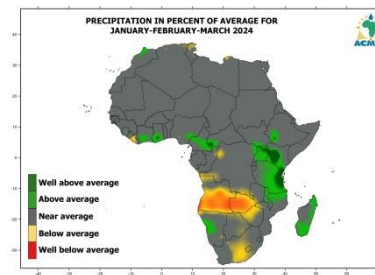 PRECIPITATION IN PERCENT OF AVERAGE FOR
JANUARY-FEBRUARY-MARCH 2024
ACM
Well above average
Above average
Near average
Below average
Well below average